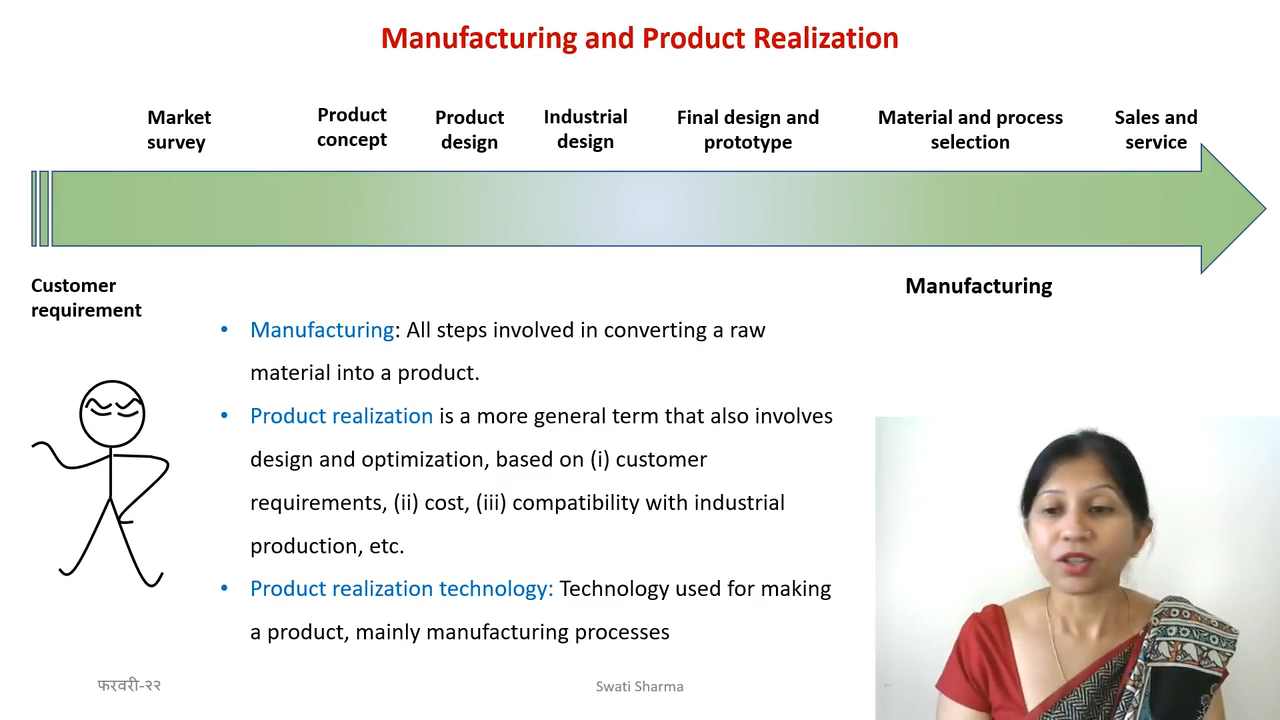 Manufacturing and Product Realization
Market
survey
Product
concept
Product
design
Industrial
design
Final design and
prototype
Material and process
selection
Sales and
service
Customer
requirement
Manufacturing
• Manufacturing: All steps involved in converting a raw
material into a product.
• Product realization is a more general term that also involves
design and optimization, based on (i) customer
requirements, (ii) cost, (iii) compatibility with industrial
production, etc.
• Product realization technology: Technology used for making
a product, mainly manufacturing processes
फरवरी-२२
Swati Sharma